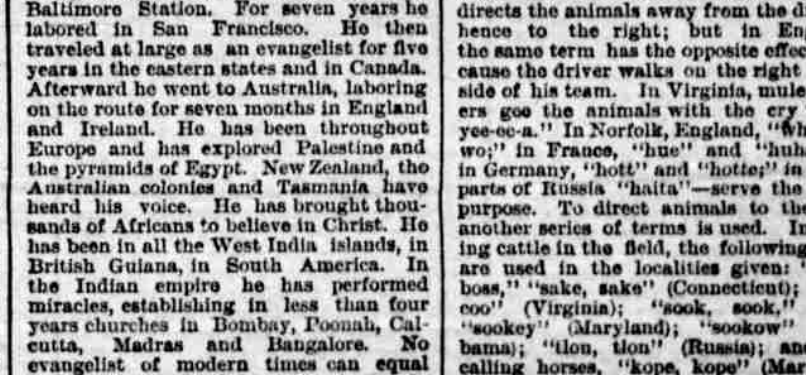 Baltimore Station. For seven years he
labored in San Francisco. He then
traveled at large as an evangelist for five
years in the eastern states and in Canada.
Afterward he went to Australia, laboring
on the route for seven months in England
and Ireland. He has been throughout
Europe and has explored Palestine and
the pyramids of Egypt. New Zealand, the
Australian colonies and Tasmania have
heard his voice. He has brought thou-
sands of Africans to believe in Christ. He
has been in all the West India islands, in
British Guiana, in South America. In
the Indian empire he has performed
miracles, establishing in less than four
years churches in Bombay, Poonah, Cal-
cutta, Madras and Bangalore. No
evangelist of modern times can equal
directs the animals away from the
hence to the right; but in
the same term has the opposite
cause the driver walks on the right
side of his team. In Virginia, mule
ers gee the animals with the cry
yee-ee-a." In Norfolk, England,
wo;" in France, "hue" and "huh
in Germany, "hott" and "hotte;" in
parts of Russia "haita"—serve the
purpose. To direct animals to
another series of terms is used.
ing cattle in the field, the following
are used in the localities given:
boss," "sake, sake" (Connecticut);
coo" (Virginia); "sook, sook,"
"sookey" (Maryland); "sookow"
bama); "tlon, tlon" (Russia);
calling horses, "kope, kope"